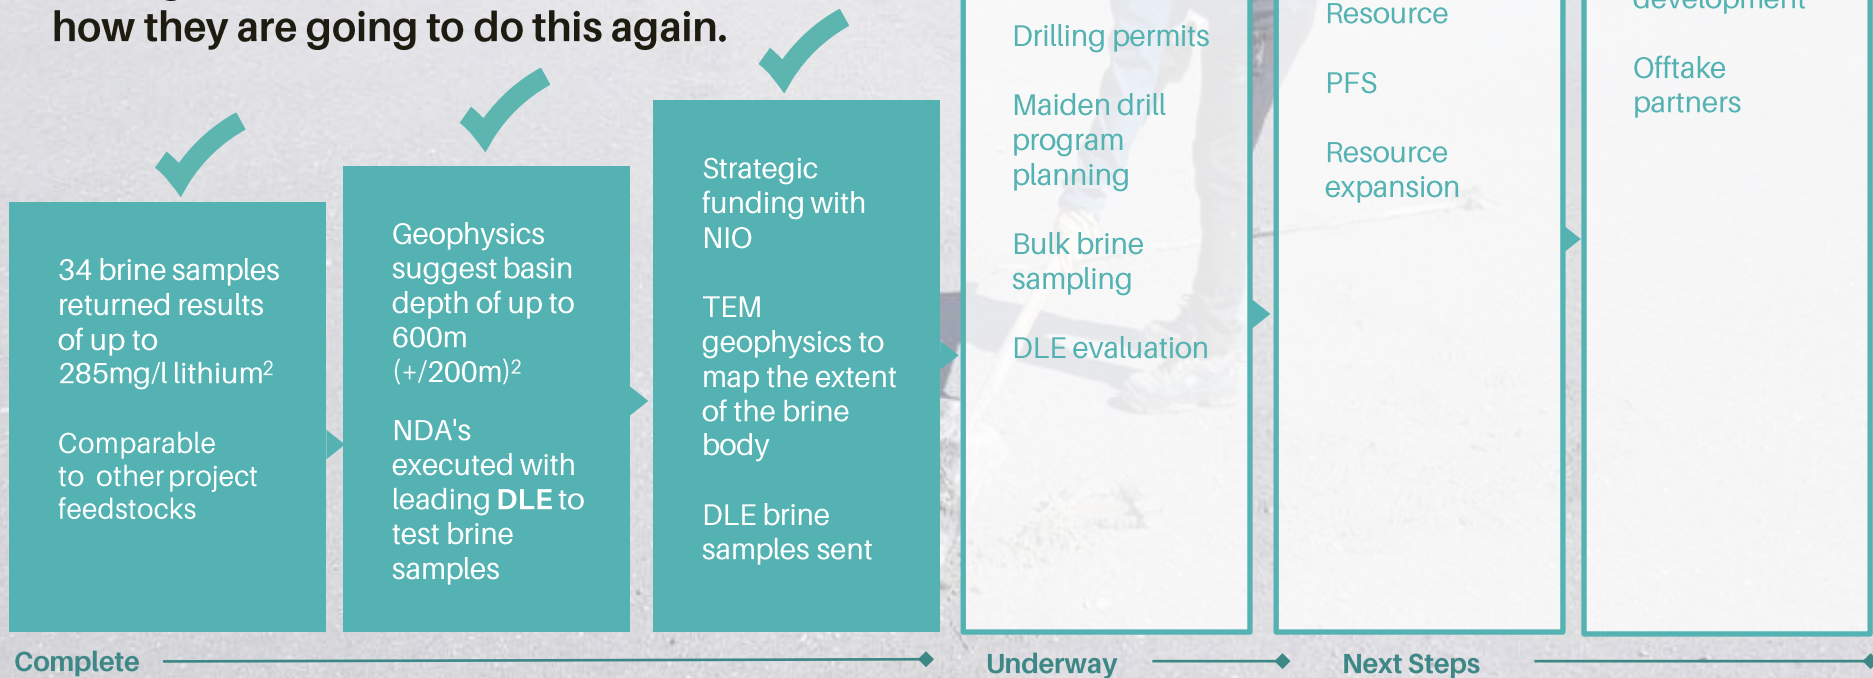 how they are going to do this again.
34 brine samples
returned results
of up to
285mg/l lithium²
Comparable
to other project
feedstocks
Geophysics
suggest basin
depth of up to
600m
(+/200m)²
NDA's
executed with
leading DLE to
test brine
samples
Strategic
funding with
NIO
TEM
geophysics to
map the extent
of the brine
body
DLE brine
samples sent
Drilling permits
Maiden drill
program
planning
Bulk brine
sampling
DLE evaluation
Resource
PFS
Resource
expansion
development
Offtake
partners
Complete
Underway
Next Steps